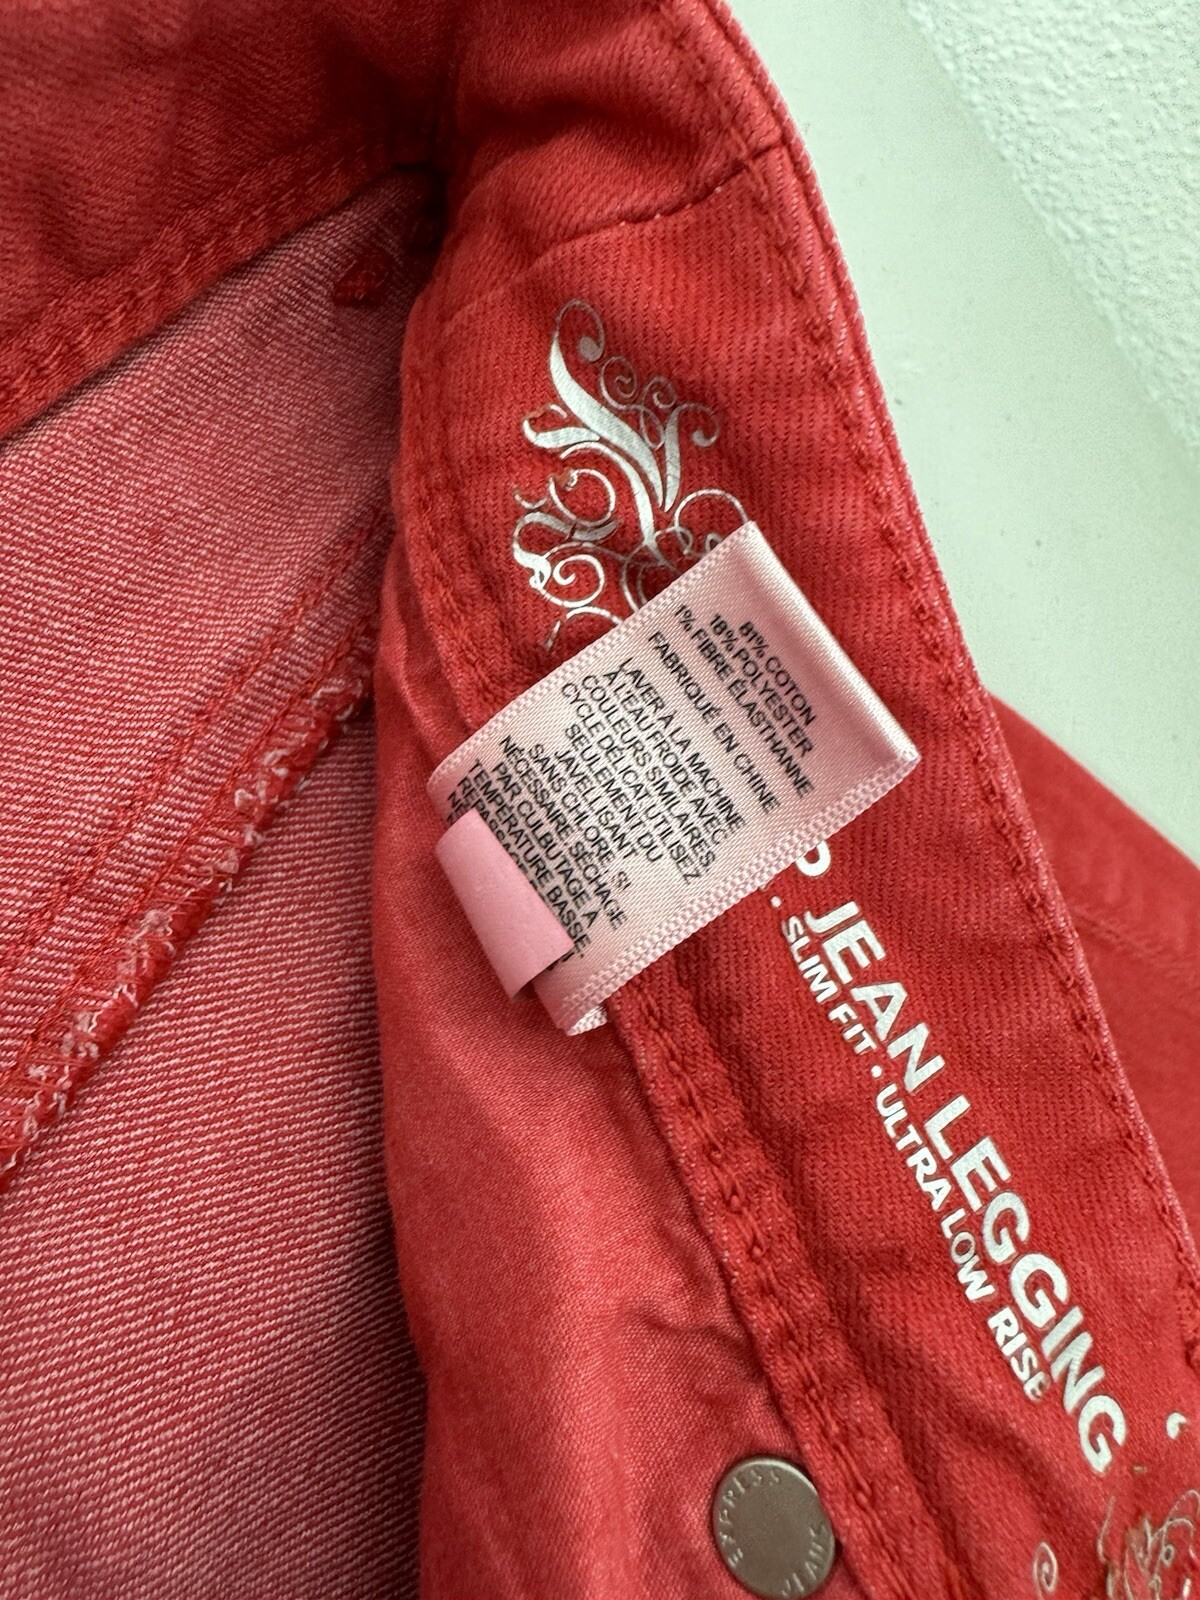 81% COTON
18% POLYESTER
1% FIBRE ÉLASTHANNE
FABRIQUÉ EN CHINE
LAVER A LA MACHINE
À L'EAU FROIDE AVEC
COULEURS SIMILAIRES
CYCLE DÉLICAT UTILISEZ
SEULEMENT DU
JAVELLISANT
SANS CHLORE SI
NÉCESSAIRE SÉCHAGE
PAR CULBUTAGE A
TEMPÉRATURE BASSE
JEAN LEGGING
SLIM FIT • ULTRA LOW RISE
EXPRESS
JEANS